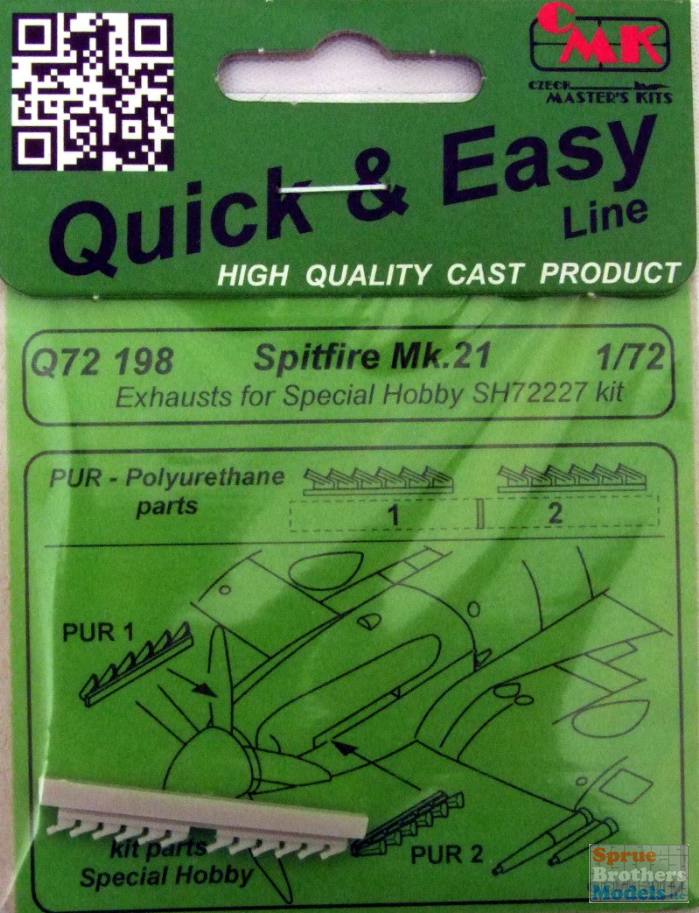 CMK
CZECH
MASTER'S KITS
Quick & Easy
Line
HIGH QUALITY CAST PRODUCT
Q72 198 Spitfire Mk.21 1/72
Exhausts for Special Hobby SH72227 kit
PUR - Polyurethane
parts
1 2
PUR 1
kit parts
Special Hobby
PUR 2
Sprue
Brothers
Models